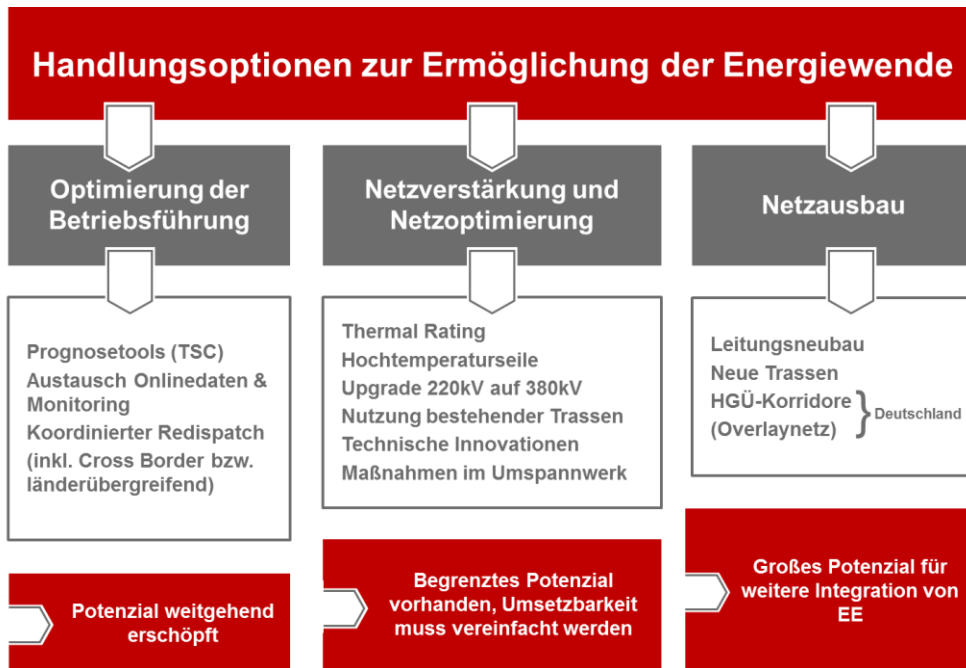 Handlungsoptionen zur Ermöglichung der Energiewende
Optimierung der
Betriebsführung
Prognosetools (TSC)
Austausch Onlinedaten &
Monitoring
Koordinierter Redispatch
(inkl. Cross Border bzw.
länderübergreifend)
Potenzial weitgehend
erschöpft
Netzverstärkung und
Netzoptimierung
Thermal Rating
Hochtemperaturseile
Upgrade 220kV auf 380kV
Nutzung bestehender Trassen
Technische Innovationen
Maßnahmen im Umspannwerk
Begrenztes Potenzial
vorhanden, Umsetzbarkeit
muss vereinfacht werden
Netzausbau
Leitungsneubau
Neue Trassen
HGÜ-Korridore
(Overlaynetz)
Deutschland
Großes Potenzial für
weitere Integration von
EE